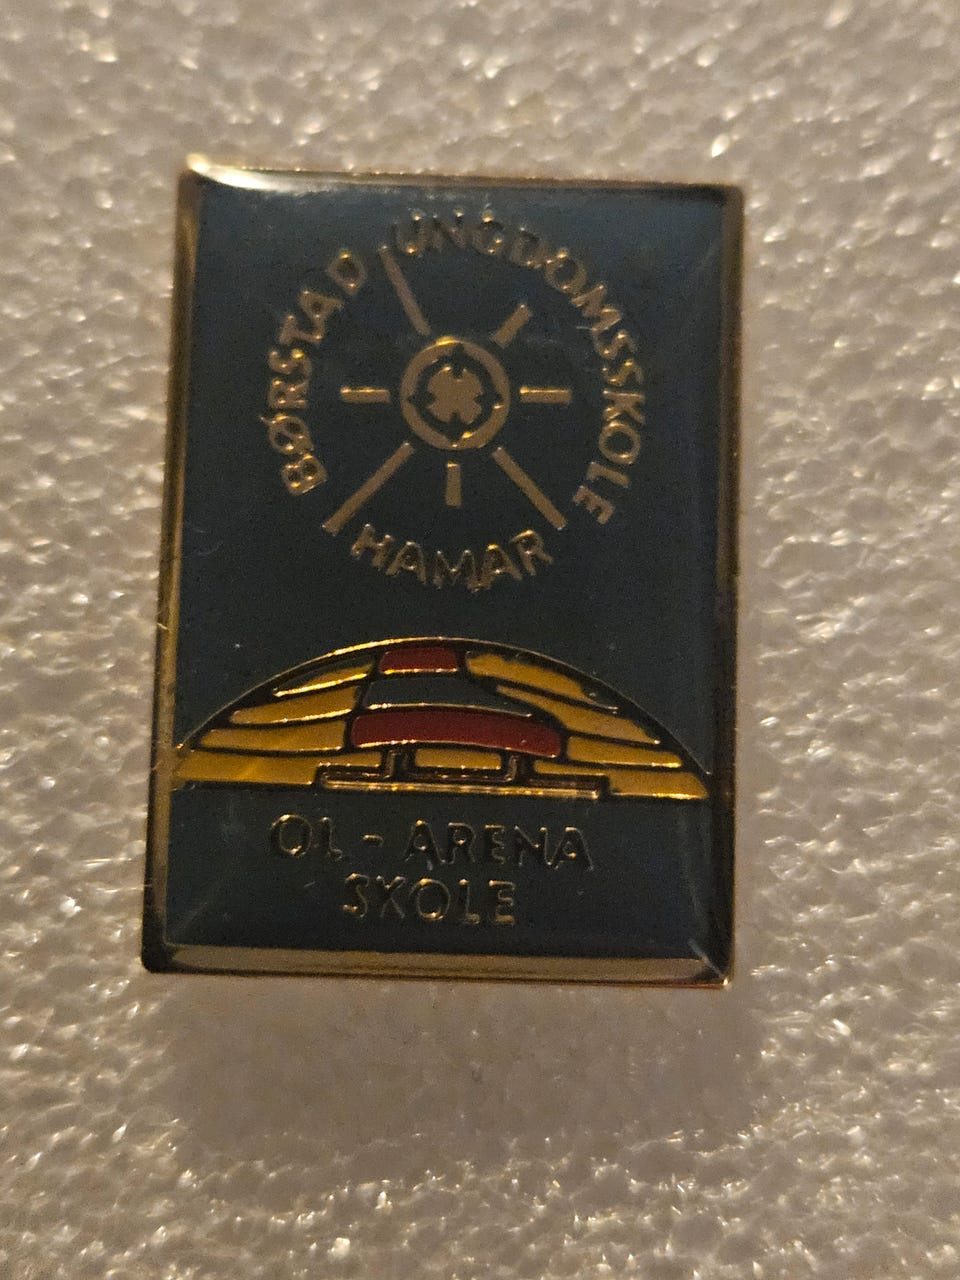 BØRSTAD UNGDOMSSKOLE
HAMAR
OL - ARENA
SKOLE